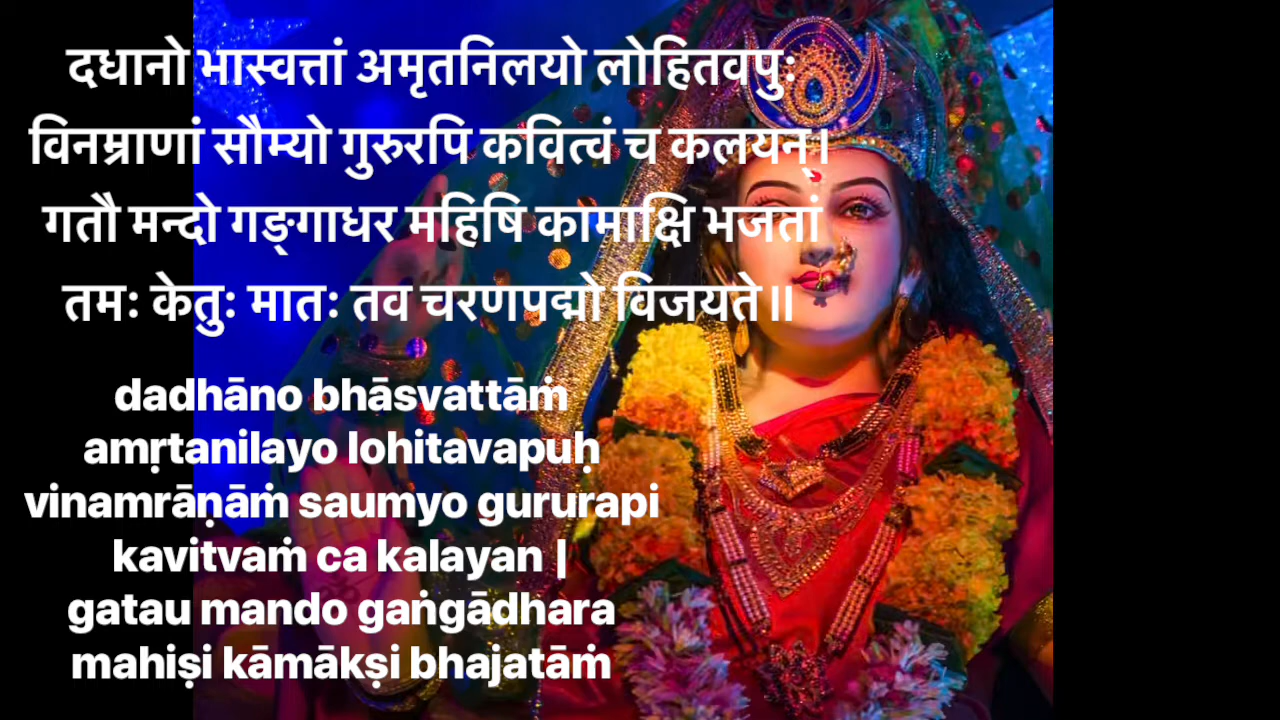 दधानो भास्वत्तां अमृतनिलयो लोहितवपुः
विनम्राणां सौम्यो गुरुरपि कवित्वं च कलयन्।
गतौ मन्दो गङ्गाधर महिषि कामाक्षि भजतां
तमः केतुः मातः तव चरणपद्मो विजयते॥
dadhāno bhāsvattāṁ
amṛtanilayo lohitavapuḥ
vinamrāṇāṁ saumyo gururapi
kavitvaṁ ca kalayan |
gatau mando gaṅgādhara
mahiṣi kāmākṣi bhajatāṁ